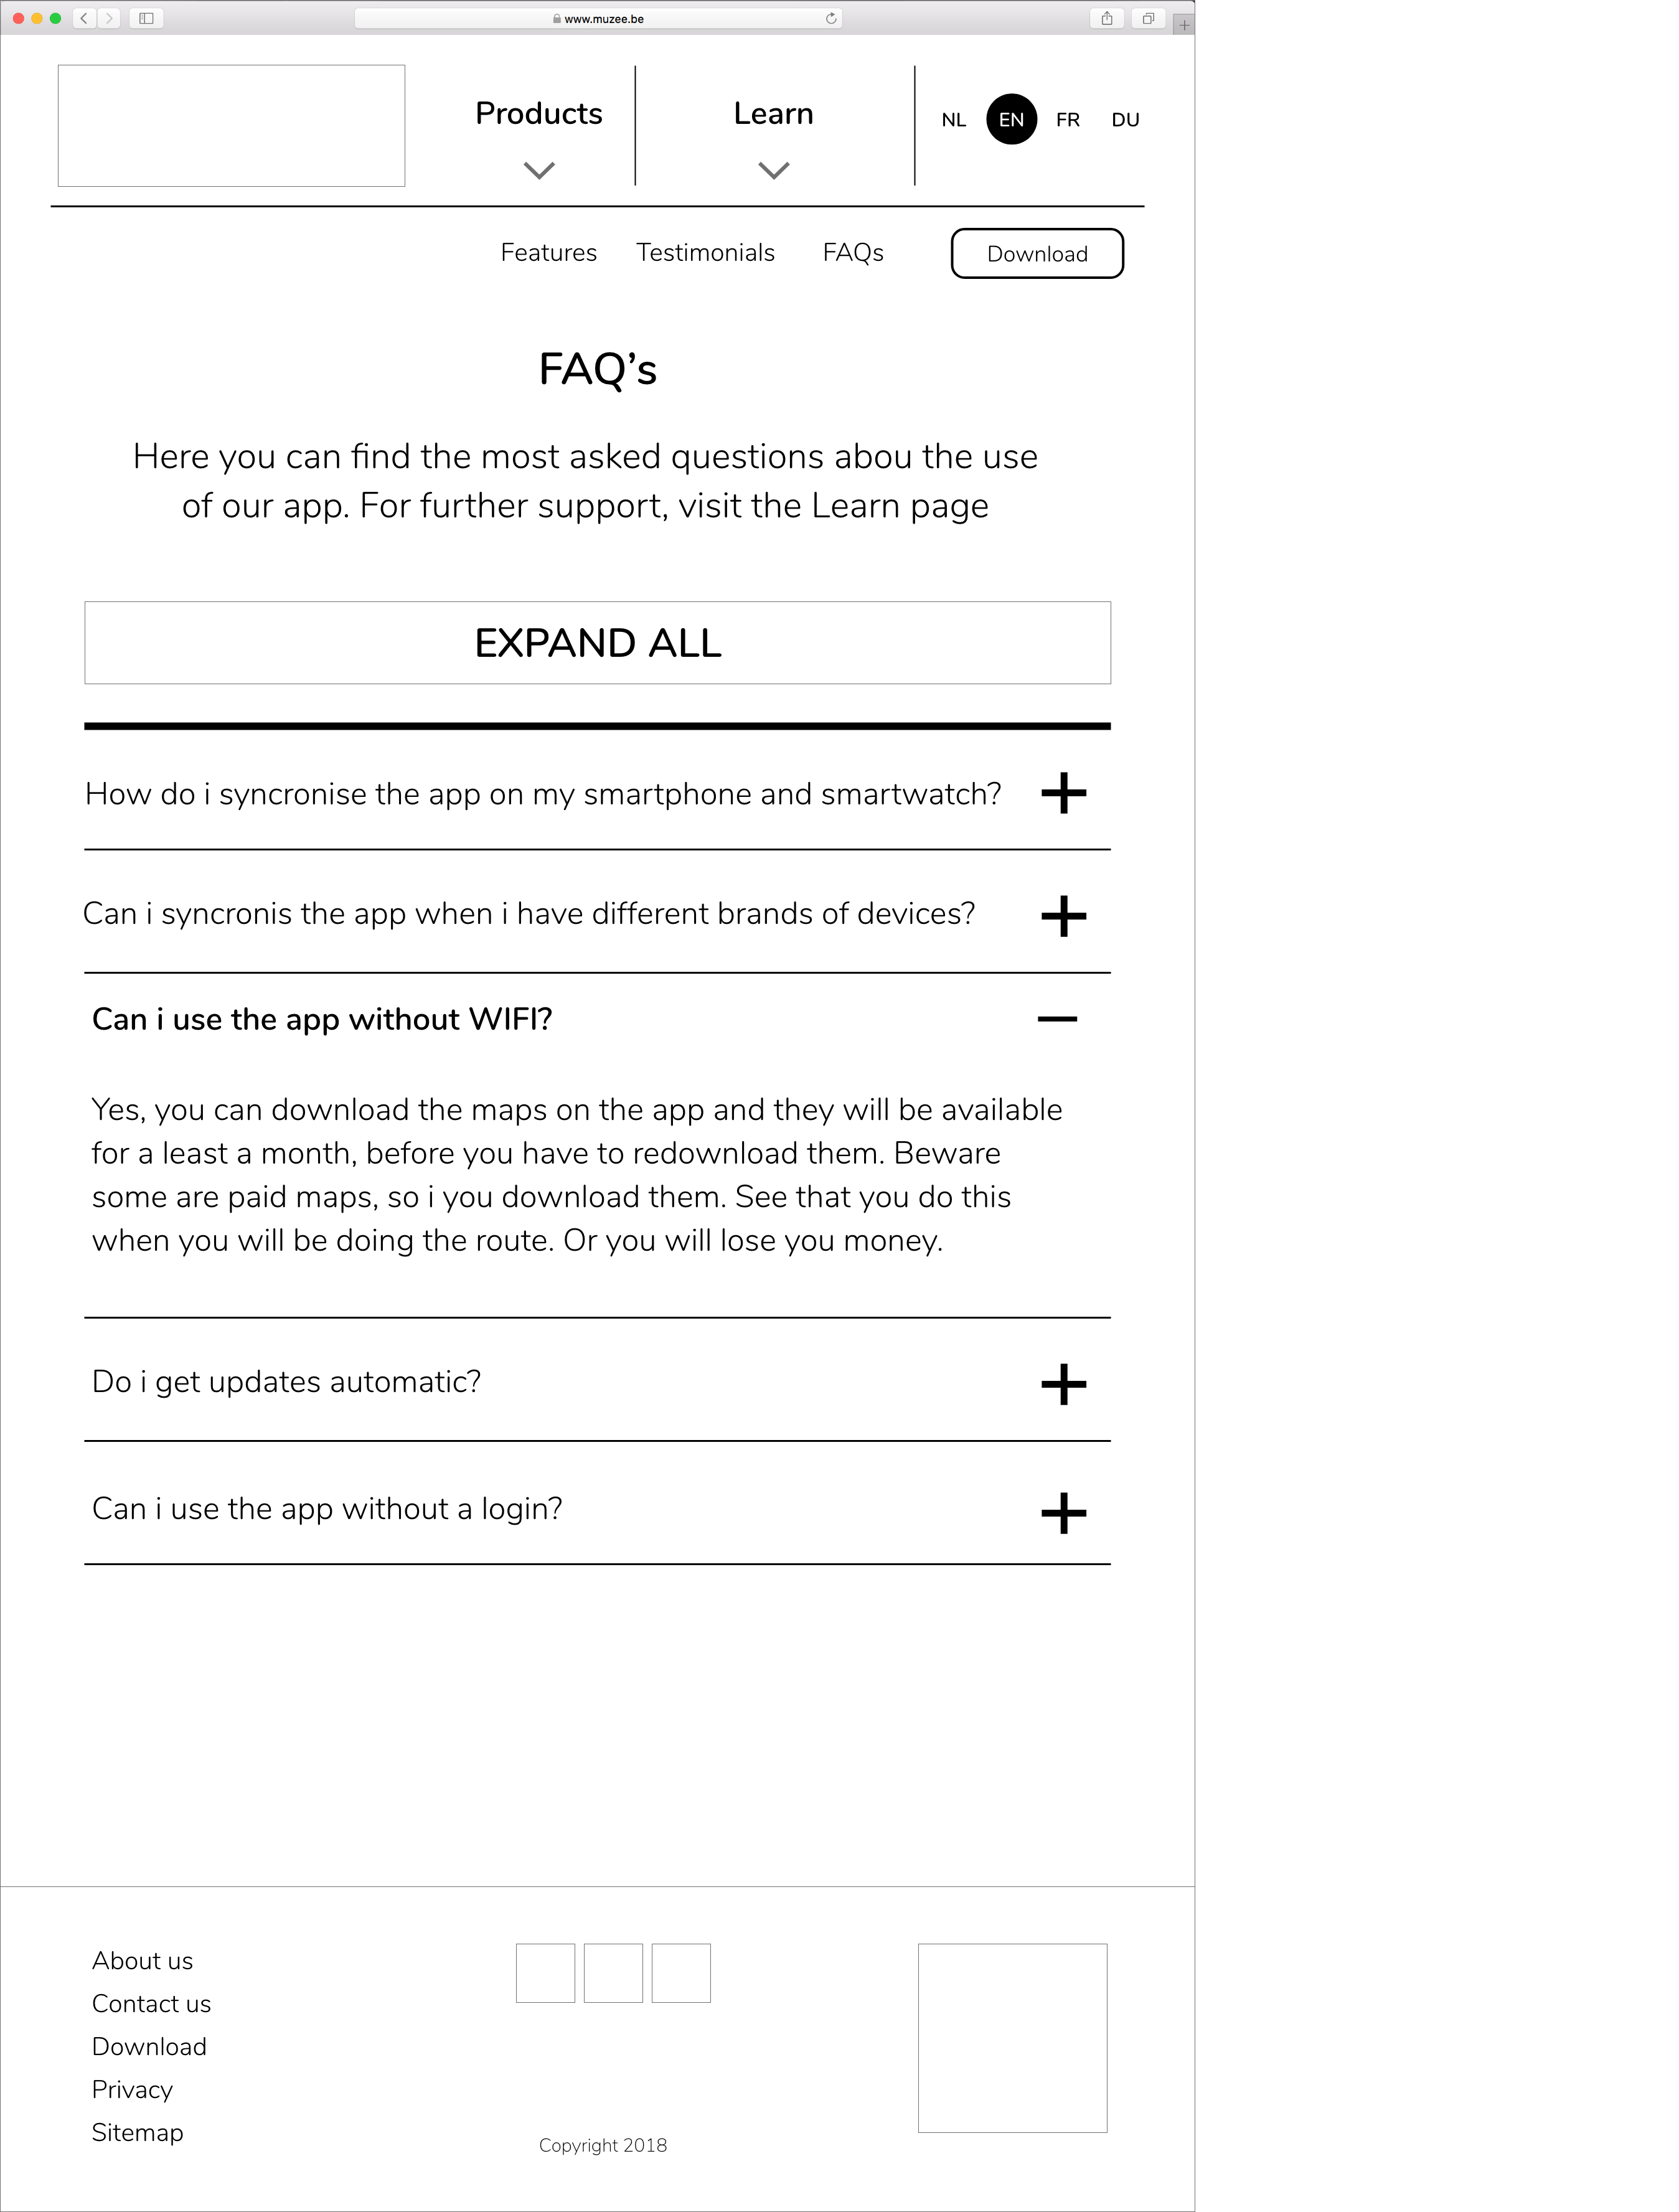 www.muzee.be
Products
Learn
NL EN FR DU
Features Testimonials FAQs Download
FAQ’s
Here you can find the most asked questions abou the use
of our app. For further support, visit the Learn page
EXPAND ALL
How do i syncronise the app on my smartphone and smartwatch?
Can i syncronis the app when i have different brands of devices?
Can i use the app without WIFI?
Yes, you can download the maps on the app and they will be available
for a least a month, before you have to redownload them. Beware
some are paid maps, so i you download them. See that you do this
when you will be doing the route. Or you will lose you money.
Do i get updates automatic?
Can i use the app without a login?
About us
Contact us
Download
Privacy
Sitemap
Copyright 2018